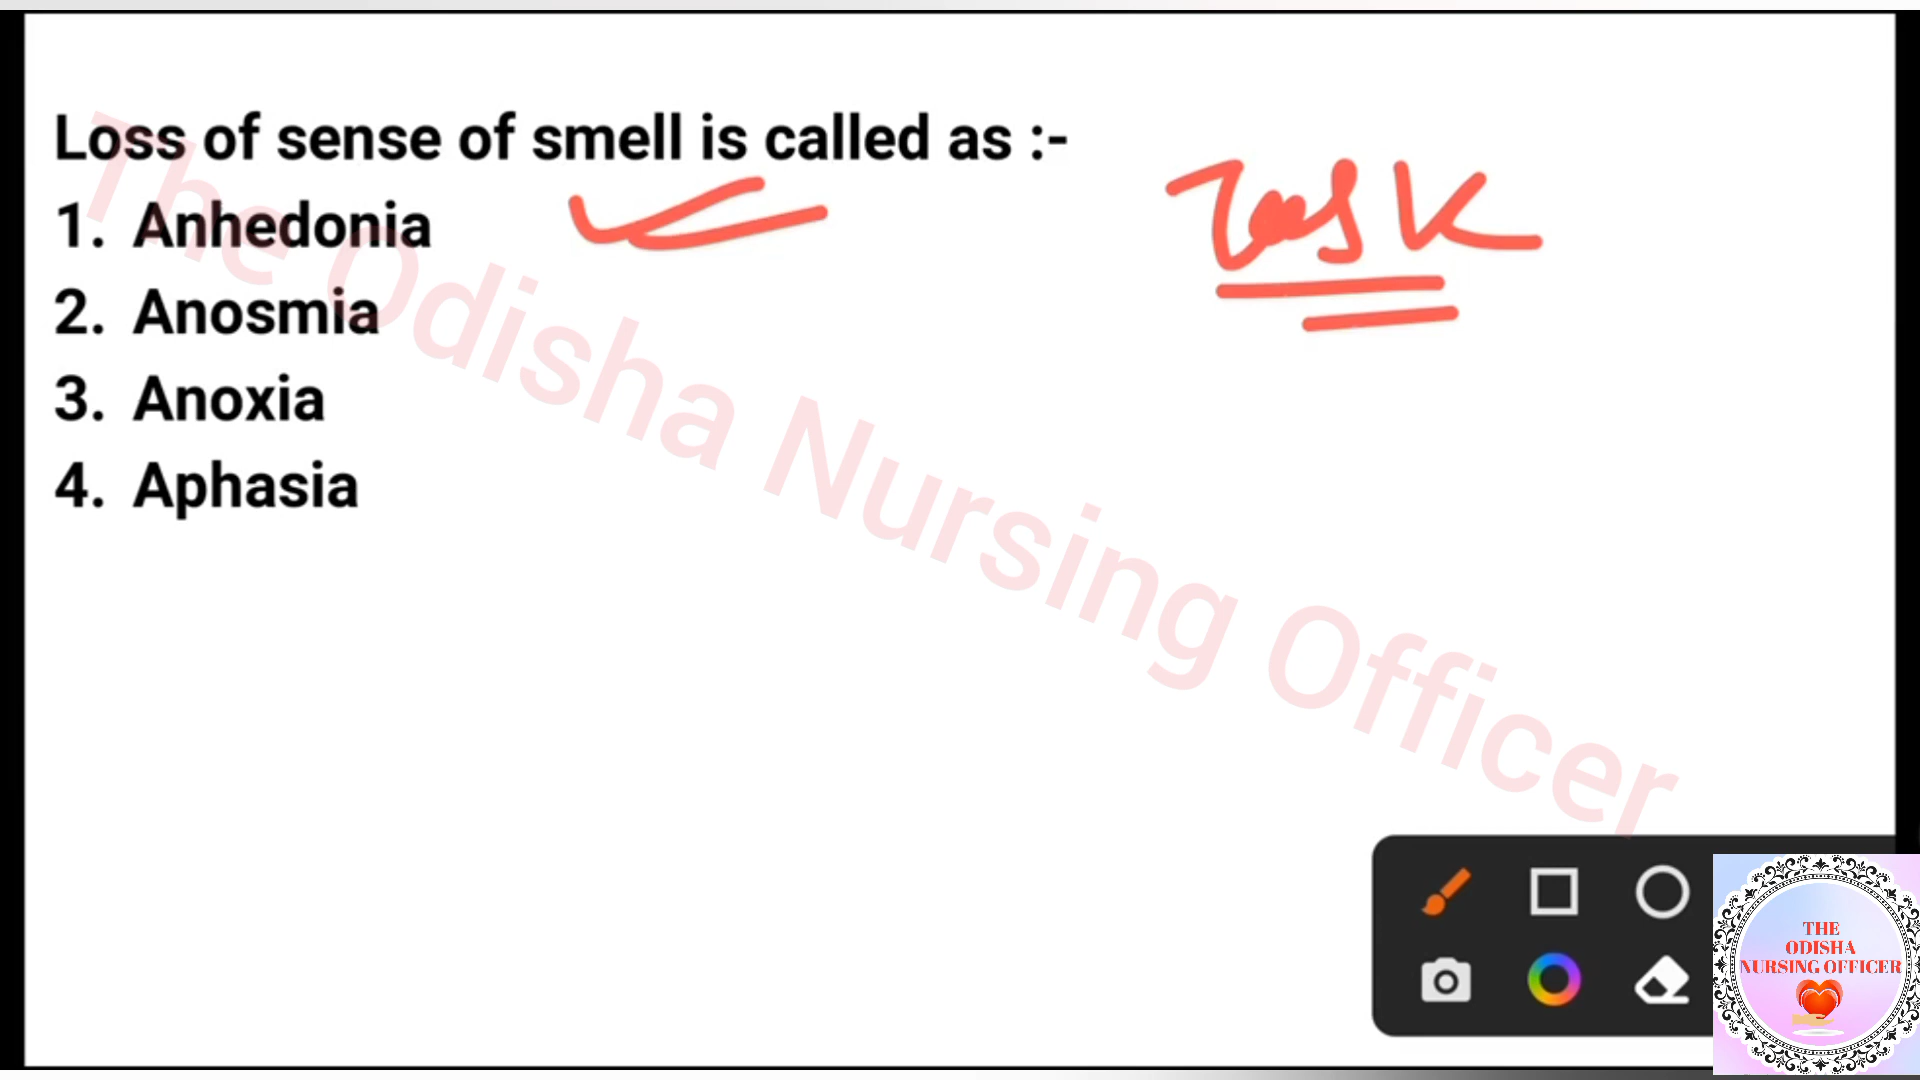 Loss of sense of smell is called as :-
1. Anhedonia
2. Anosmia
3. Anoxia
4. Aphasia
Task
The Odisha Nursing Officer
THE
ODISHA
NURSING OFFICER